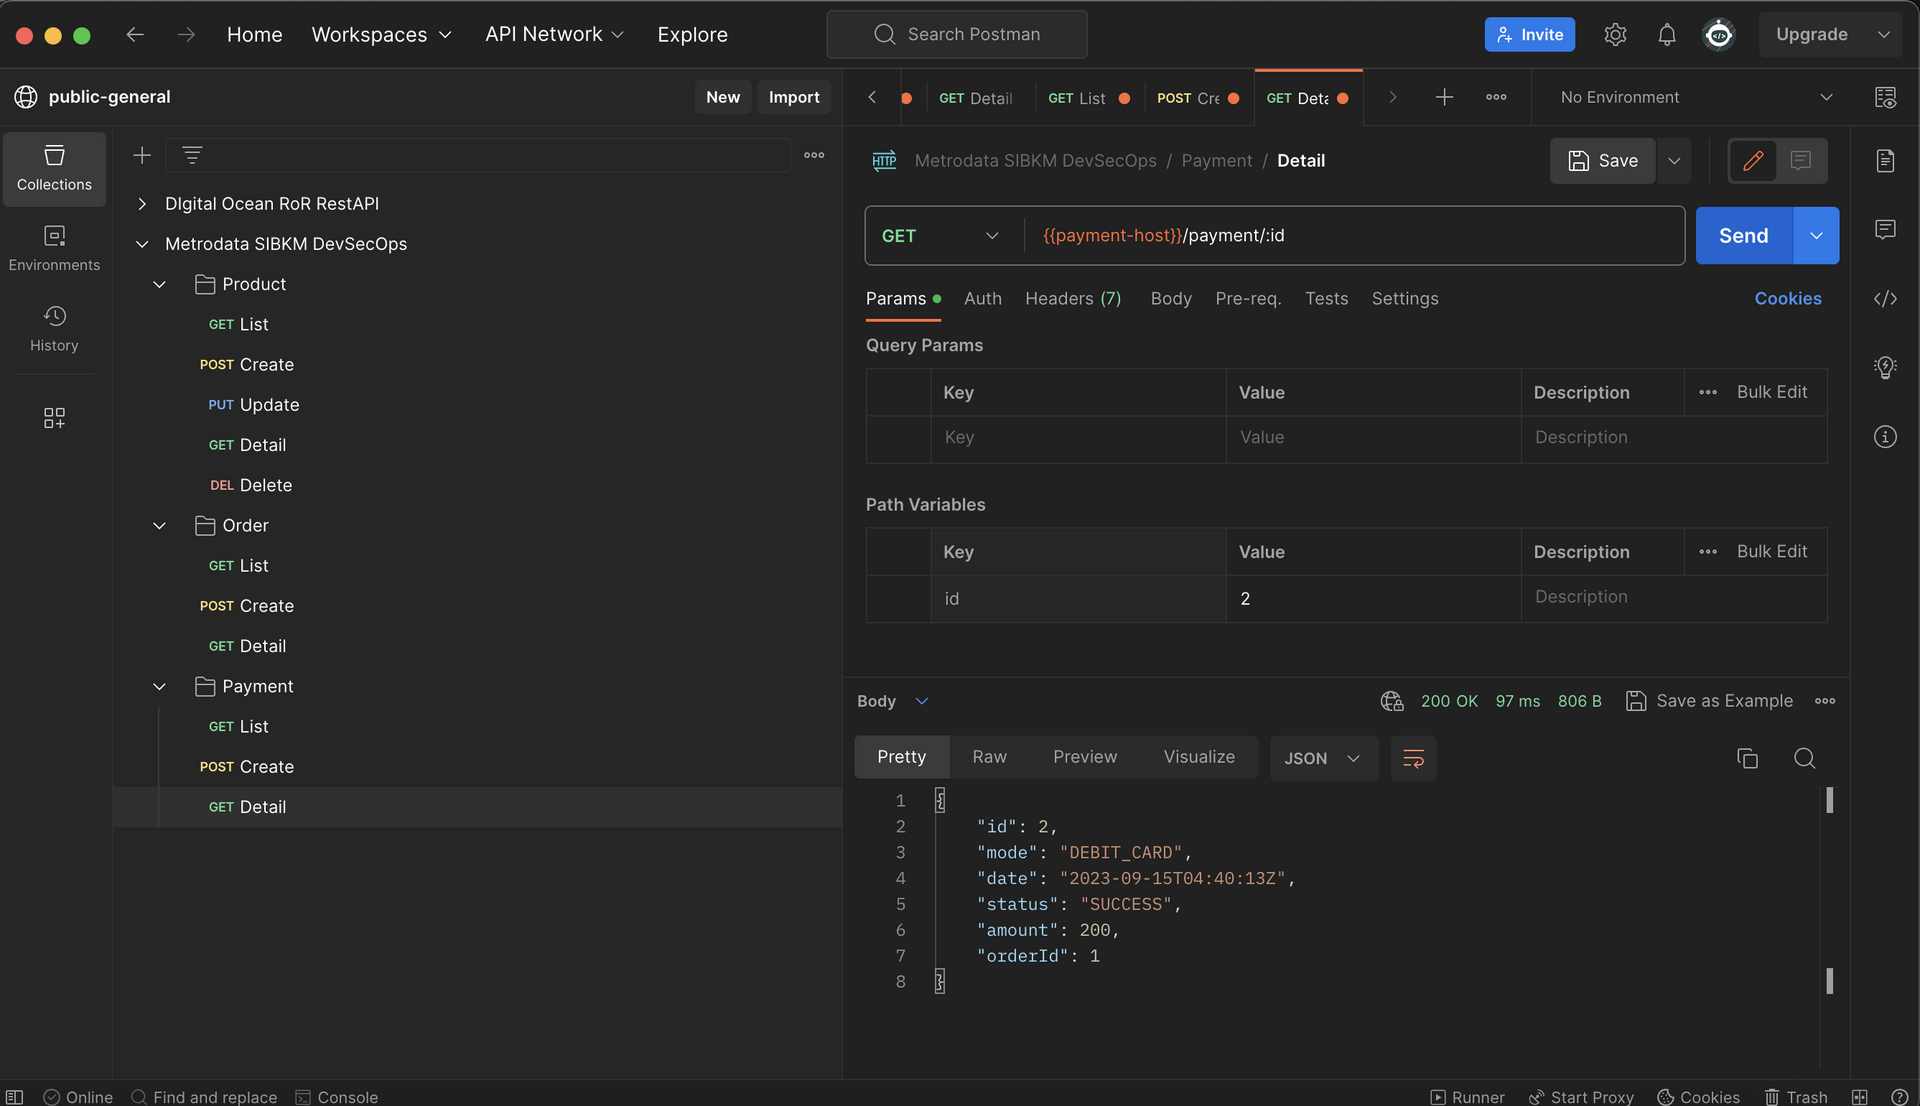 Home Workspaces API Network Explore Search Postman Invite Upgrade
public-general New Import GET Detail GET List POST Cre GET Deta No Environment
HTTP Metrodata SIBKM DevSecOps / Payment / Detail Save
Collections
Environments
History
DIgital Ocean RoR RestAPI
Metrodata SIBKM DevSecOps
Product
GET List
POST Create
PUT Update
GET Detail
DEL Delete
Order
GET List
POST Create
GET Detail
Payment
GET List
POST Create
GET Detail
GET {{payment-host}}/payment/:id Send
Params Auth Headers (7) Body Pre-req. Tests Settings Cookies
Query Params
Key Value Description Bulk Edit
Key Value Description
Path Variables
Key Value Description Bulk Edit
id 2 Description
Body 200 OK 97 ms 806 B Save as Example
Pretty Raw Preview Visualize JSON
1 {
2 "id": 2,
3 "mode": "DEBIT_CARD",
4 "date": "2023-09-15T04:40:13Z",
5 "status": "SUCCESS",
6 "amount": 200,
7 "orderId": 1
8 }
Online Find and replace Console Runner Start Proxy Cookies Trash